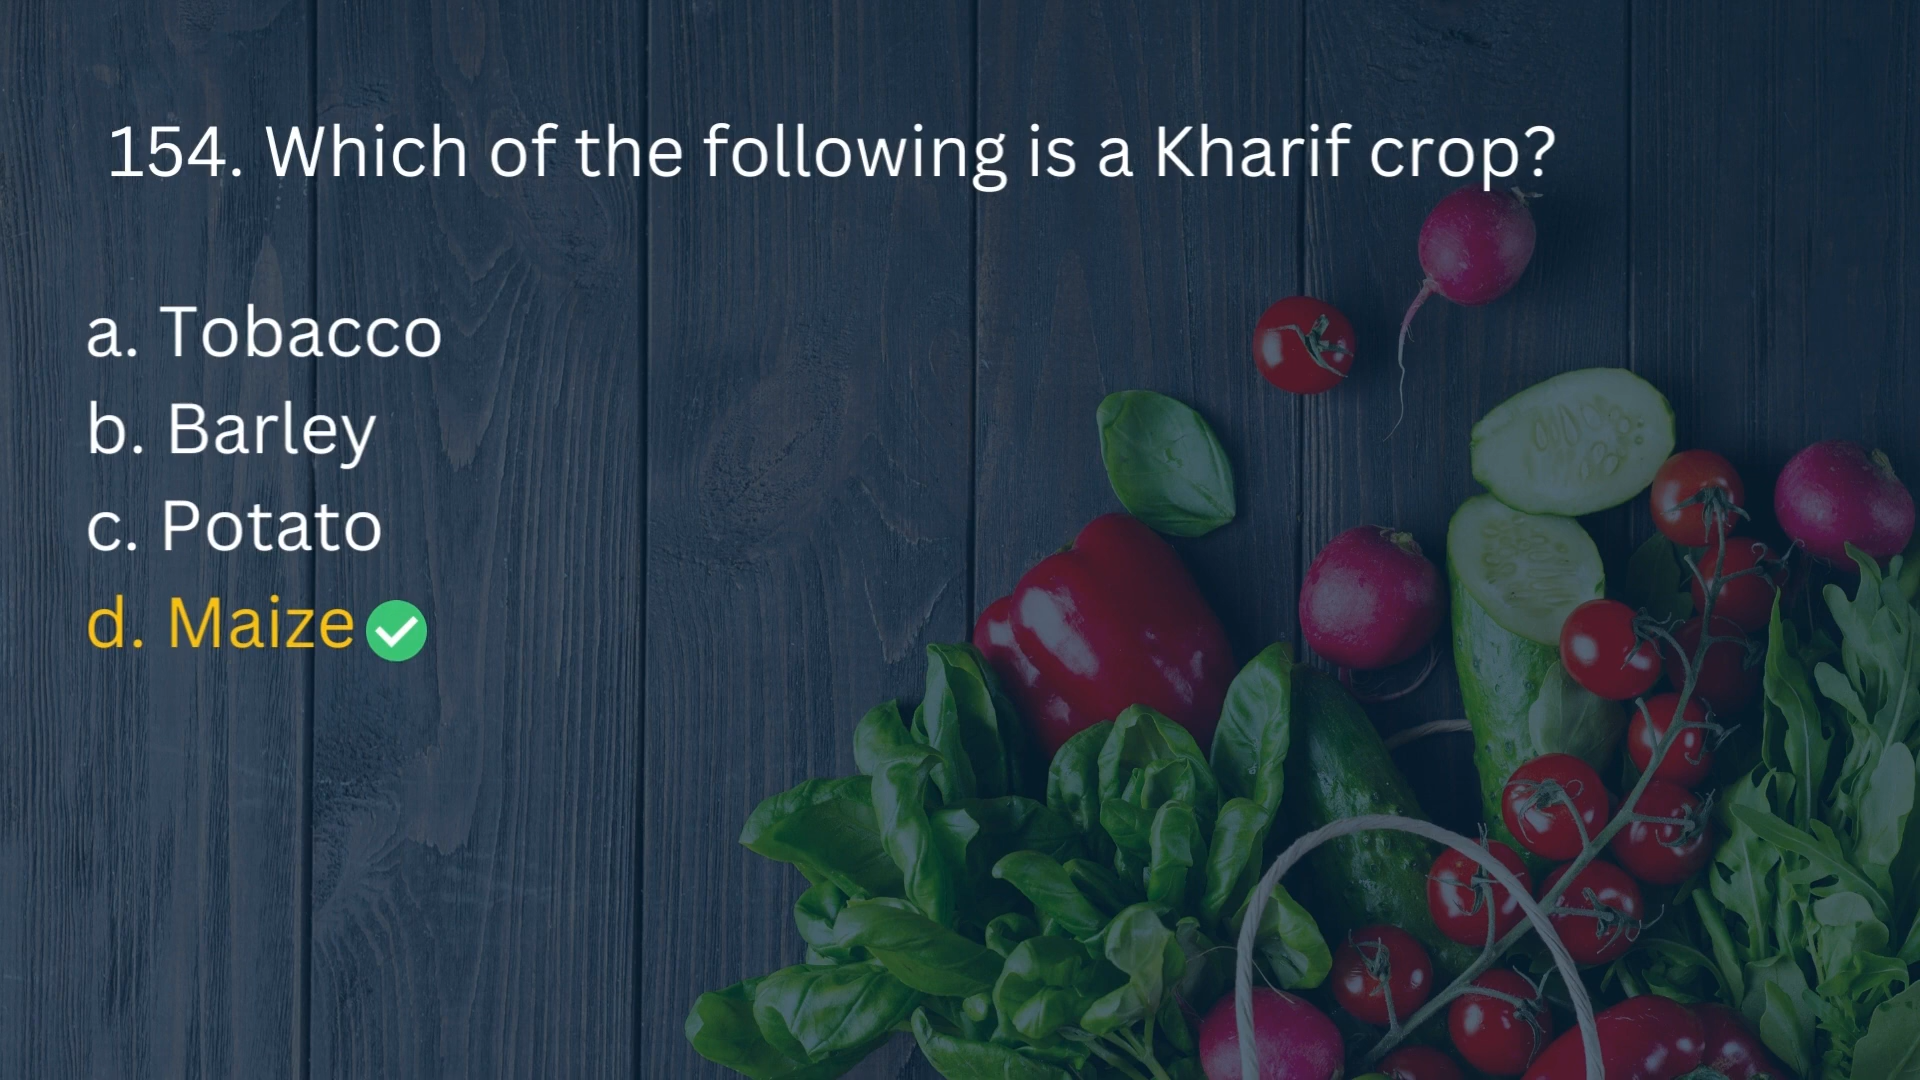 154. Which of the following is a Kharif crop?
a. Tobacco
b. Barley
c. Potato
d. Maize